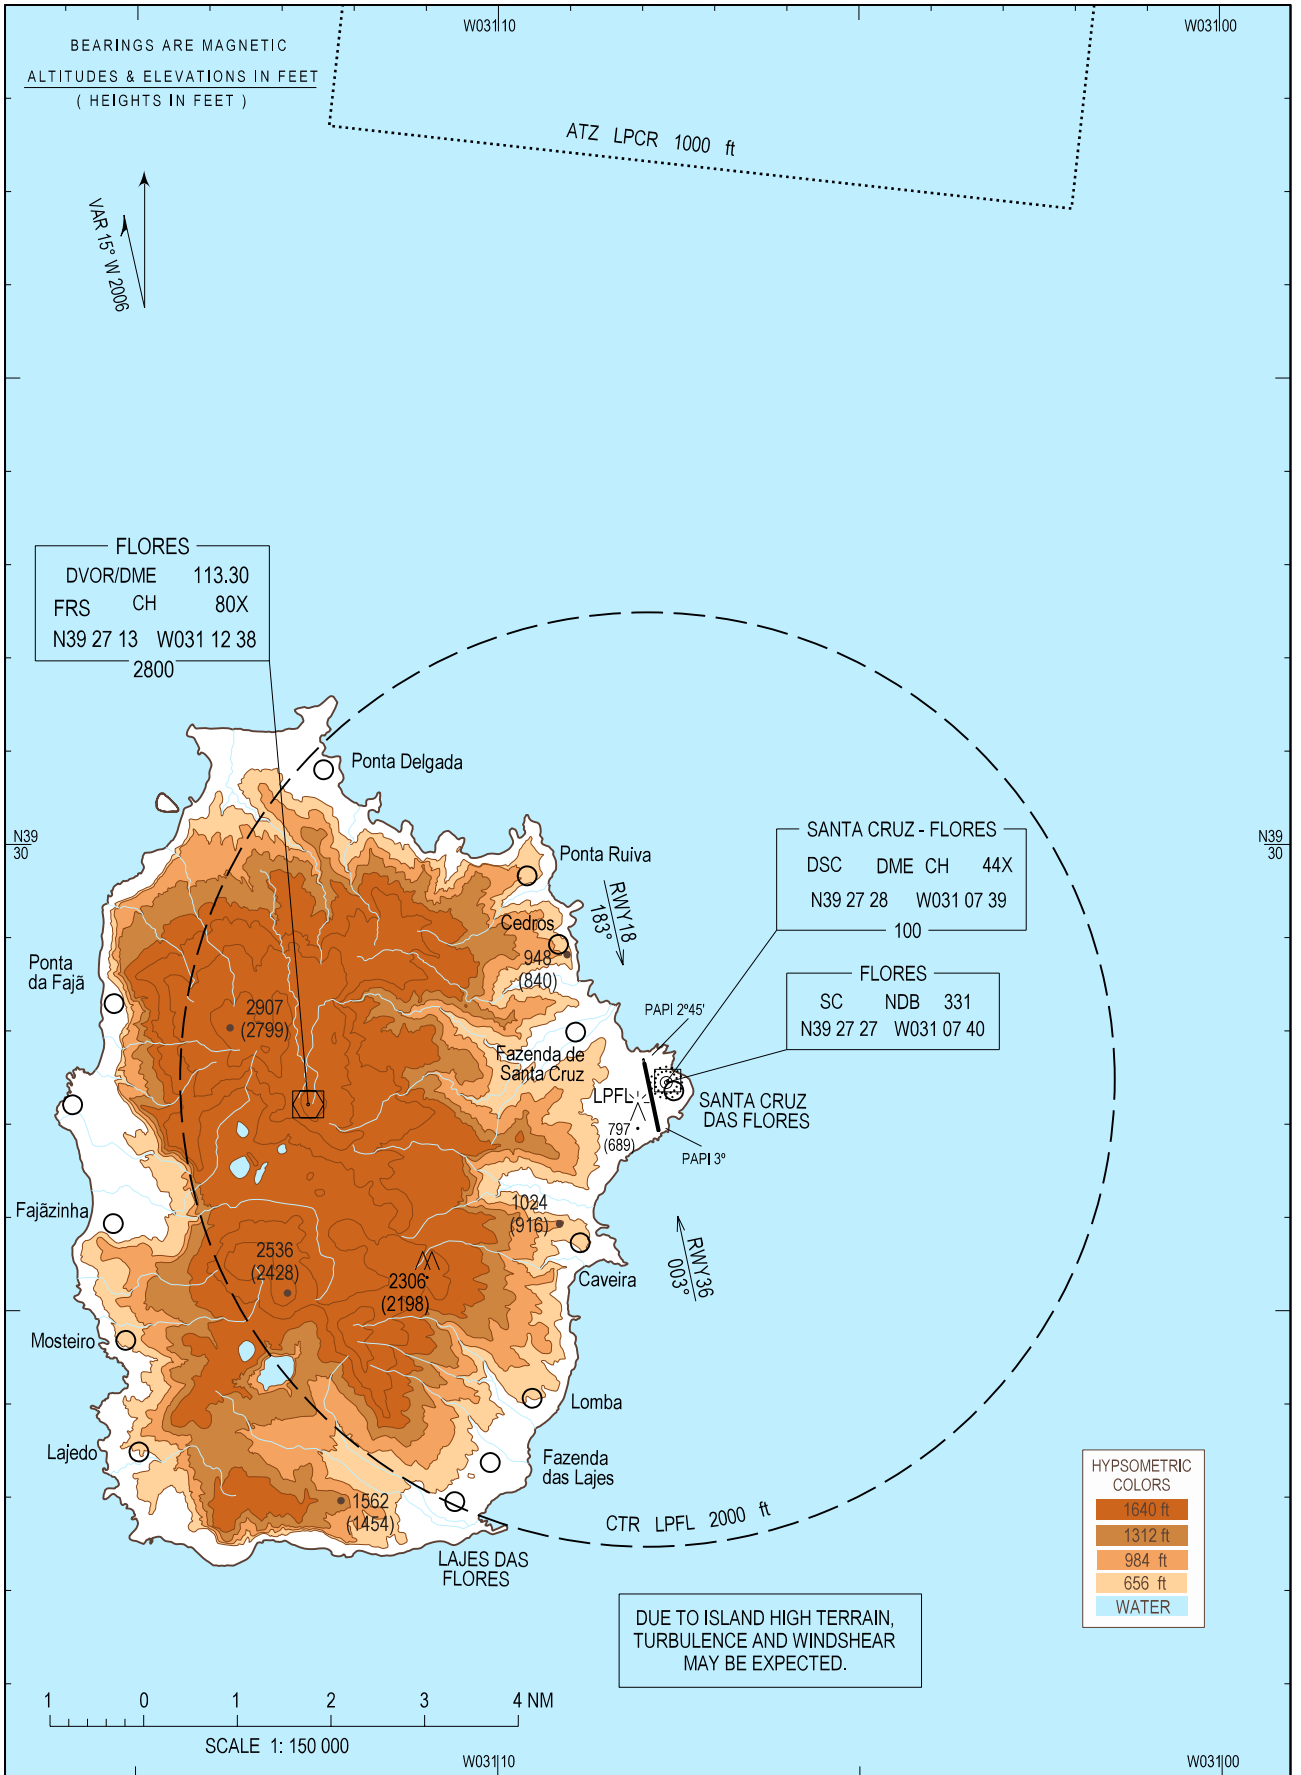 W031 10
W031 00
BEARINGS ARE MAGNETIC
ALTITUDES & ELEVATIONS IN FEET
( HEIGHTS IN FEET )
ATZ LPCR 1000 ft
VAR 15° W 2006
FLORES
DVOR/DME 113.30
FRS CH 80X
N39 27 13 W031 12 38
2800
Ponta Delgada
N39
30
N39
30
SANTA CRUZ - FLORES
DSC DME CH 44X
N39 27 28 W031 07 39
100
Ponta Ruiva
RWY18
183°
Cedros
948
(840)
Ponta
da Fajã
FLORES
SC NDB 331
N39 27 27 W031 07 40
2907
(2799)
PAPI 2°45'
Fazenda de
Santa Cruz
LPFL
SANTA CRUZ
DAS FLORES
797
(689)
PAPI 3°
Fajãzinha
1024
(916)
2536
(2428)
2306
(2198)
Caveira
RWY36
003°
Mosteiro
Lomba
Lajedo
Fazenda
das Lajes
1562
(1454)
CTR LPFL 2000 ft
LAJES DAS
FLORES
HYPSOMETRIC
COLORS
1640 ft
1312 ft
984 ft
656 ft
WATER
DUE TO ISLAND HIGH TERRAIN,
TURBULENCE AND WINDSHEAR
MAY BE EXPECTED.
1 0 1 2 3 4 NM
SCALE 1: 150 000
W031 10
W031 00